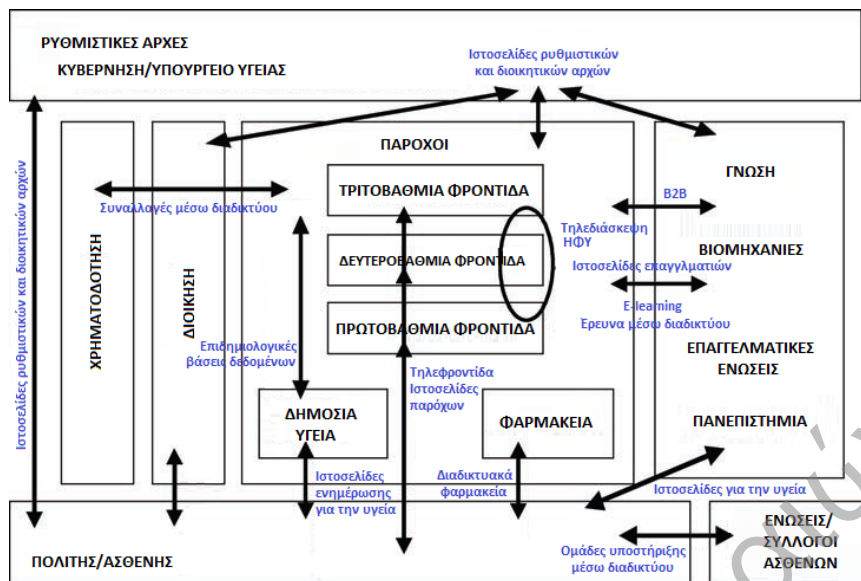 ΡΥΘΜΙΣΤΙΚΕΣ ΑΡΧΕΣ
ΚΥΒΕΡΝΗΣΗ/ΥΠΟΥΡΓΕΙΟ ΥΓΕΙΑΣ
Ιστοσελίδες ρυθμιστικών
και διοικητικών αρχών
Ιστοσελίδες ρυθμιστικών και διοικητικών αρχών
ΧΡΗΜΑΤΟΔΟΤΗΣΗ
ΔΙΟΙΚΗΣΗ
ΠΑΡΟΧΟΙ
ΤΡΙΤΟΒΑΘΜΙΑ ΦΡΟΝΤΙΔΑ
Συναλλαγές μέσω διαδικτύου
ΔΕΥΤΕΡΟΒΑΘΜΙΑ ΦΡΟΝΤΙΔΑ
ΠΡΩΤΟΒΑΘΜΙΑ ΦΡΟΝΤΙΔΑ
Επιδημιολογικές
βάσεις δεδομένων
Τηλεφροντίδα
Ιστοσελίδες
παρόχων
ΔΗΜΟΣΙΑ
ΥΓΕΙΑ
ΦΑΡΜΑΚΕΙΑ
Τηλεδιάσκεψη
ΗΦΥ
Β2Β
Ιστοσελίδες επαγγλματιών
E-learning
Έρευνα μέσω διαδικτύου
ΓΝΩΣΗ
ΒΙΟΜΗΧΑΝΙΕΣ
ΕΠΑΓΓΕΛΜΑΤΙΚΕΣ
ΕΝΩΣΕΙΣ
ΠΑΝΕΠΙΣΤΗΜΙΑ
Ιστοσελίδες
ενημέρωσης
για την υγεία
Διαδικτυακά
φαρμακεία
Ιστοσελίδες για την υγεία
ΠΟΛΙΤΗΣ/ΑΣΘΕΝΗΣ
Ομάδες υποστήριξης
μέσω διαδικτύου
ΕΝΩΣΕΙΣ/
ΣΥΛΛΟΓΟΙ
ΑΣΘΕΝΩΝ